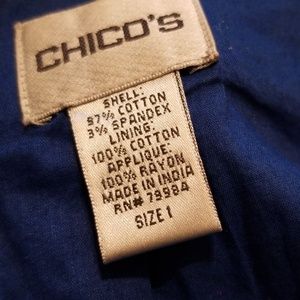 CHICO'S
SHELL:
97% COTTON
3% SPANDEX
LINING:
100% COTTON
APPLIQUE:
100% RAYON
MADE IN INDIA
RN# 79984
SIZE 1